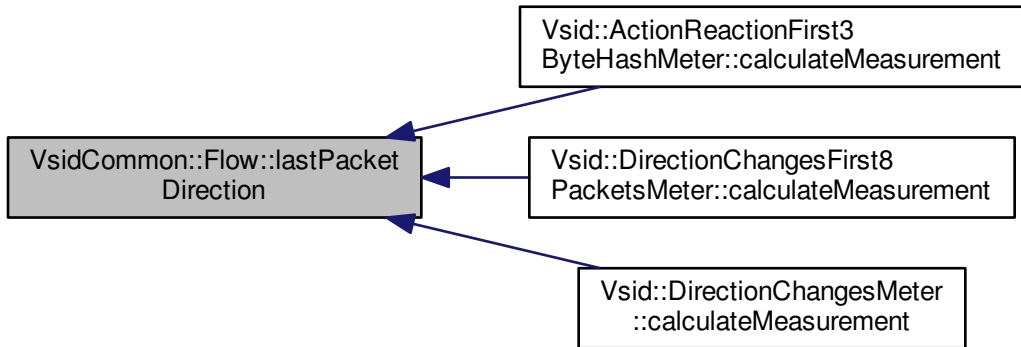 Vsid::ActionReactionFirst3
ByteHashMeter::calculateMeasurement
VsidCommon::Flow::lastPacket
Direction
Vsid::DirectionChangesFirst8
PacketsMeter::calculateMeasurement
Vsid::DirectionChangesMeter
::calculateMeasurement